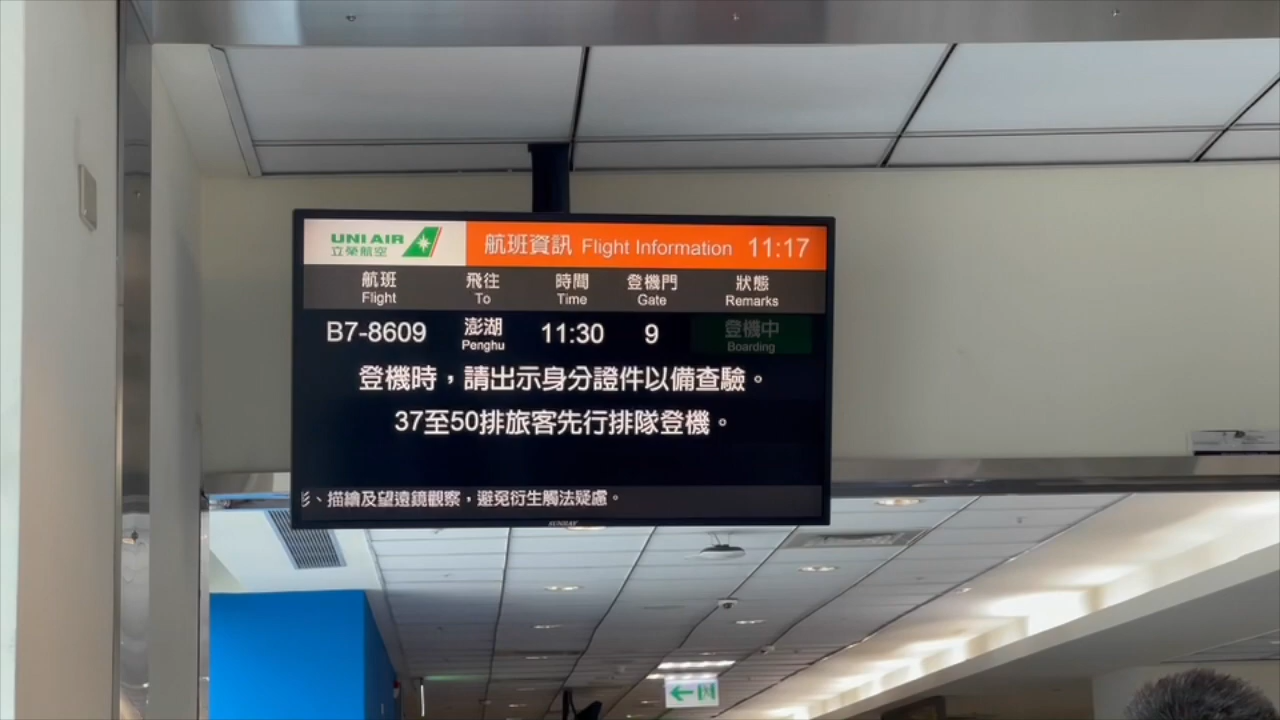 UNI AIR
立榮航空
航班資訊 Flight Information 11:17
航班 飛往 時間 登機門 狀態
Flight To Time Gate Remarks
B7-8609 澎湖 11:30 9 登機中
Penghu Boarding
登機時，請出示身分證件以備查驗。
37至50排旅客先行排隊登機。
、描繪及望遠鏡觀察，避免衍生觸法疑慮。
SUNRAY